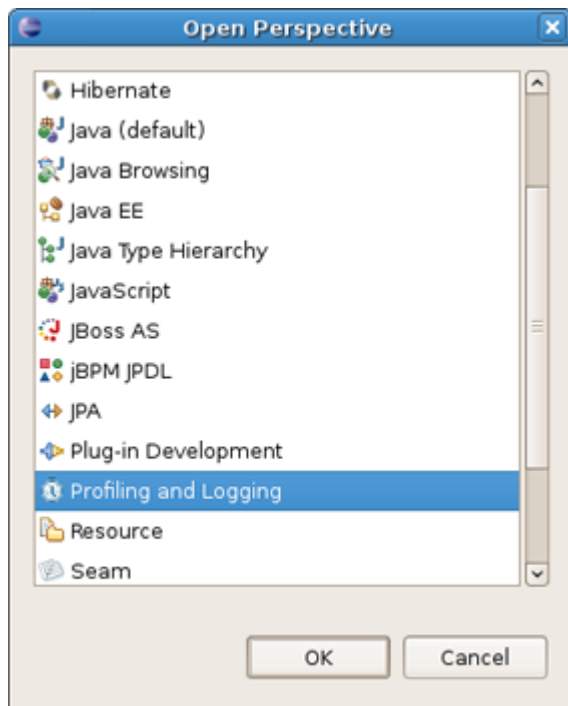 Open Perspective
Hibernate
Java (default)
Java Browsing
Java EE
Java Type Hierarchy
JavaScript
JBoss AS
jBPM JPDL
JPA
Plug-in Development
Profiling and Logging
Resource
Seam
OK Cancel